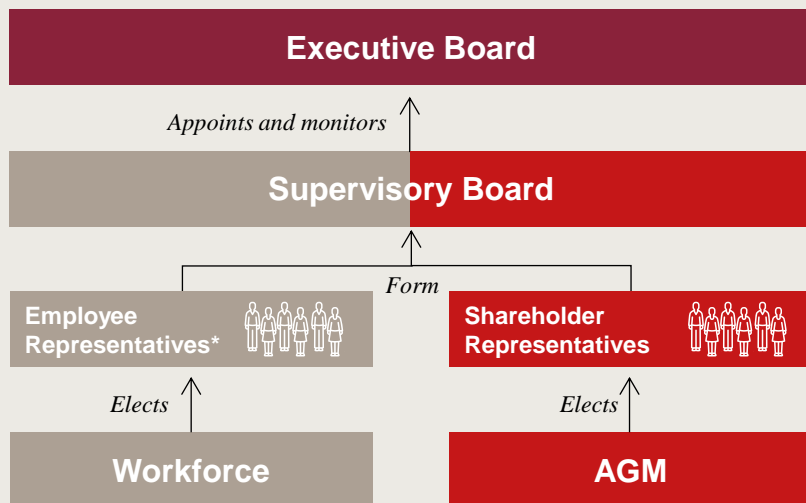 Executive Board
Appoints and monitors
Supervisory Board
Form
Employee
Representatives*
Shareholder
Representatives
Elects
Elects
Workforce
AGM